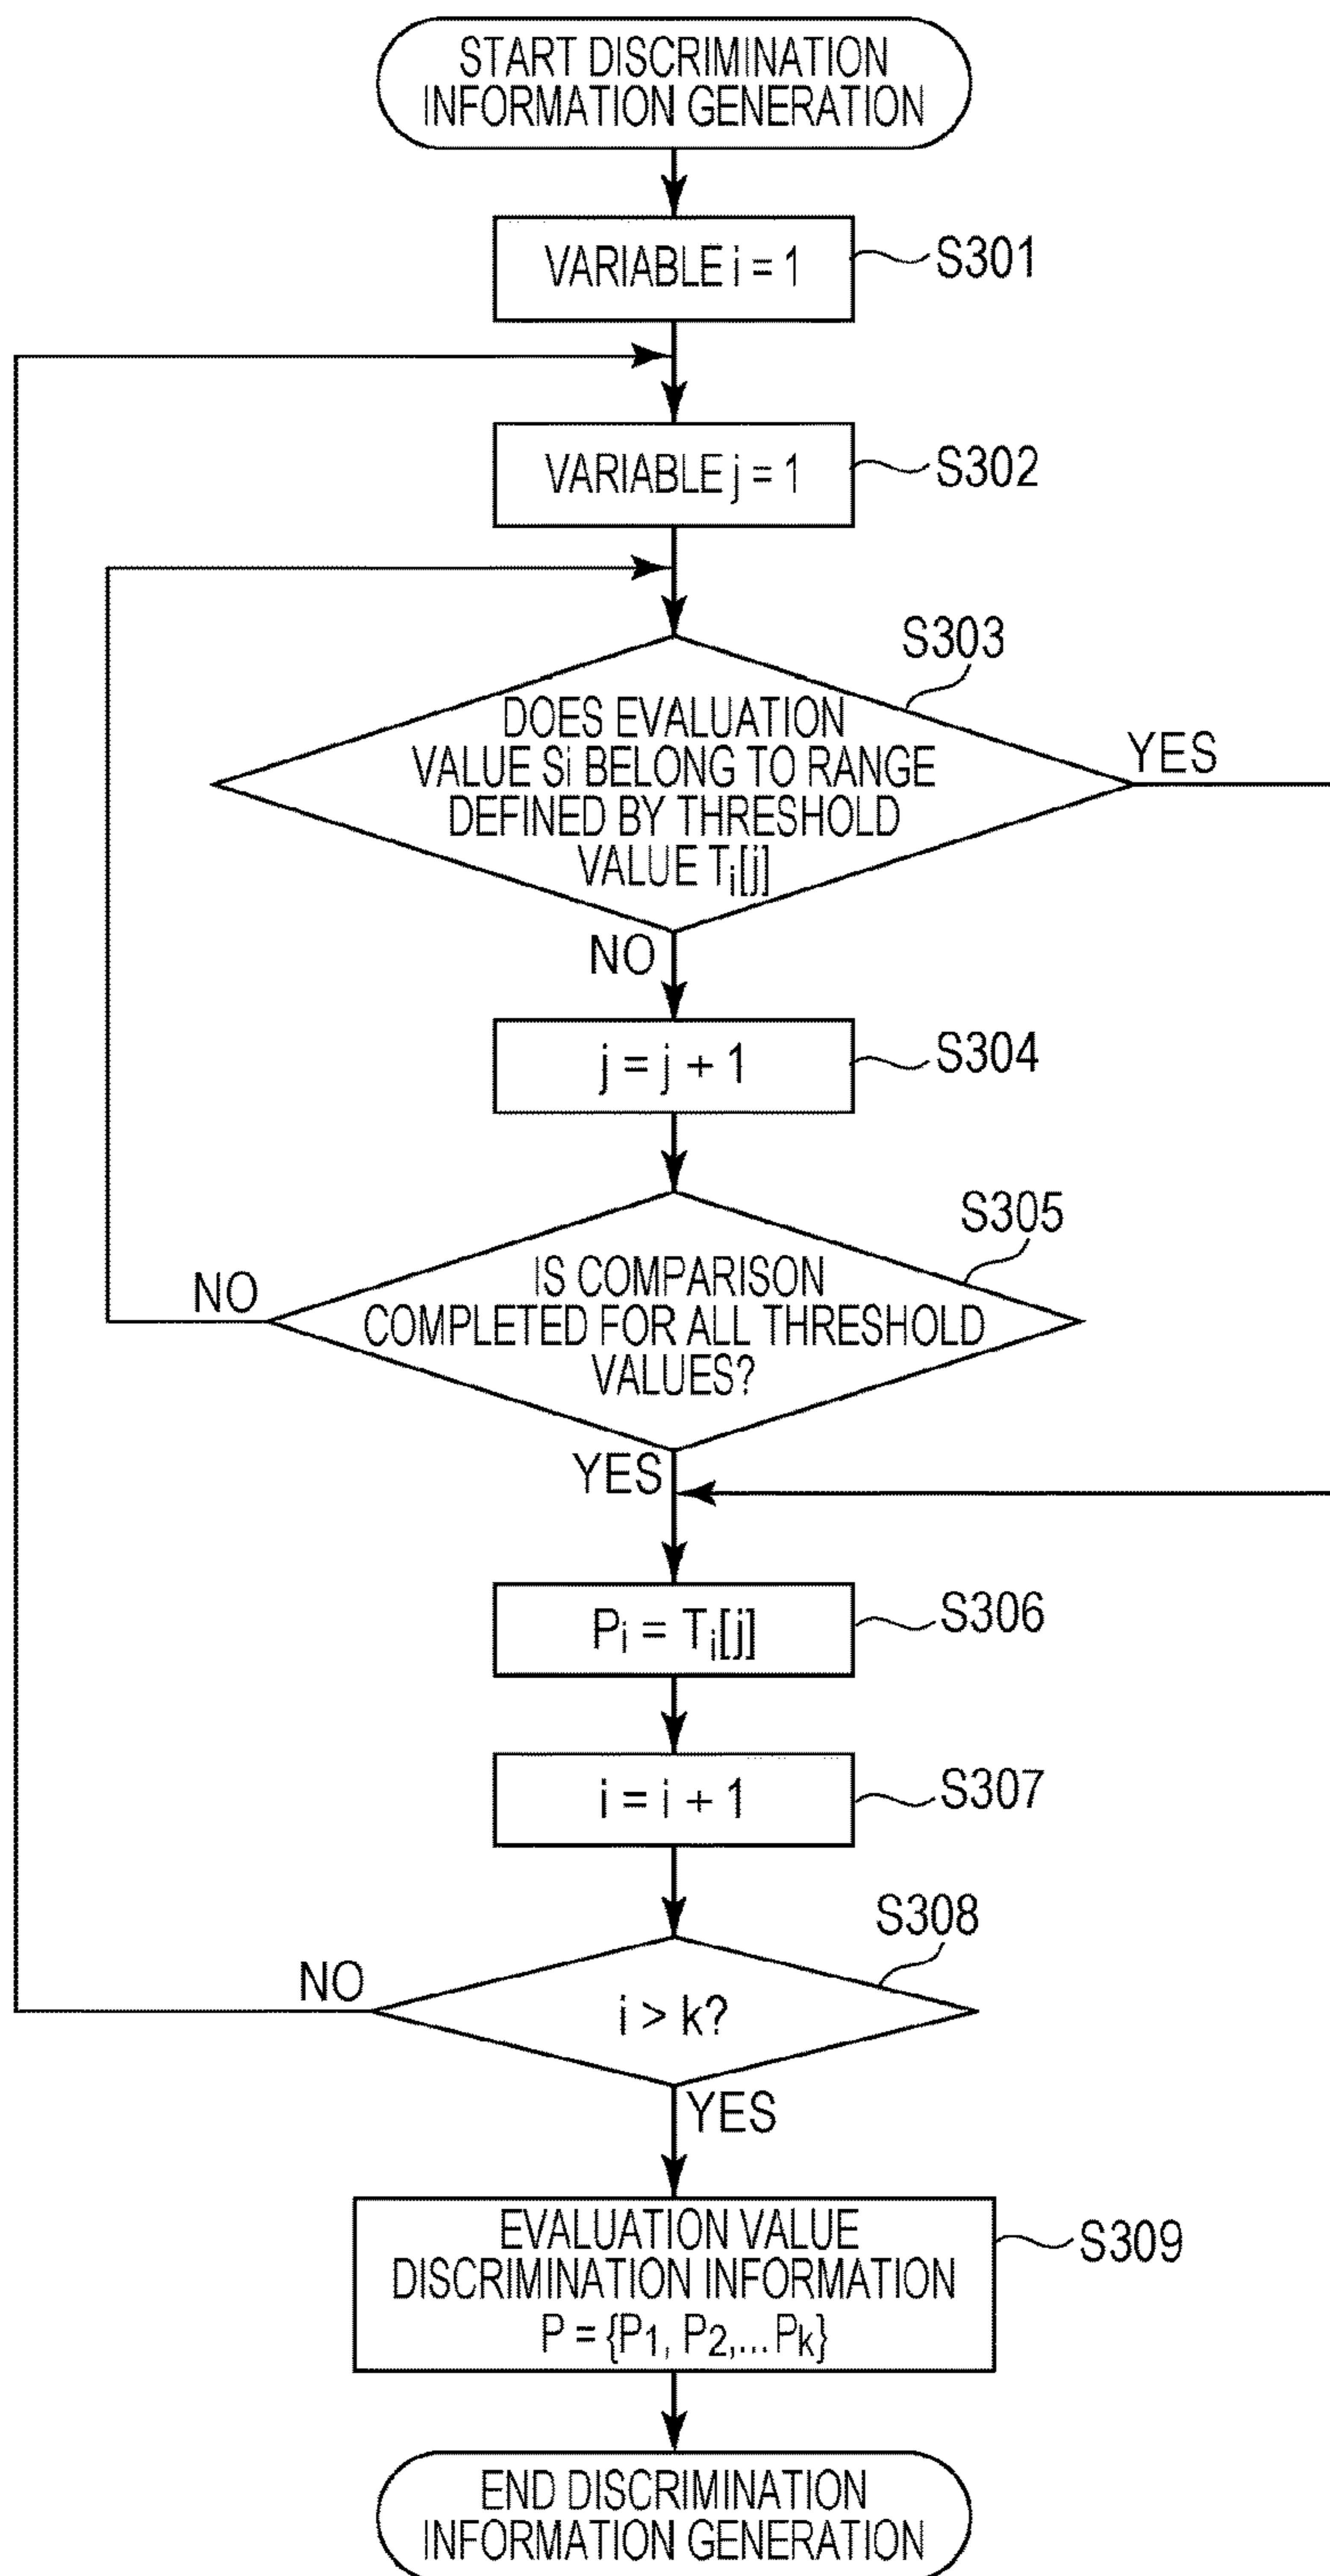 START DISCRIMINATION
INFORMATION GENERATION
VARIABLE i = 1
S301
VARIABLE j = 1
S302
S303
DOES EVALUATION
VALUE Si BELONG TO RANGE
DEFINED BY THRESHOLD
VALUE Ti[j]
YES
NO
j = j + 1
S304
S305
IS COMPARISON
COMPLETED FOR ALL THRESHOLD
VALUES?
NO
YES
Pi = Ti[j]
S306
i = i + 1
S307
S308
i > k?
NO
YES
EVALUATION VALUE
DISCRIMINATION INFORMATION
P = {P1, P2,... Pk}
S309
END DISCRIMINATION
INFORMATION GENERATION